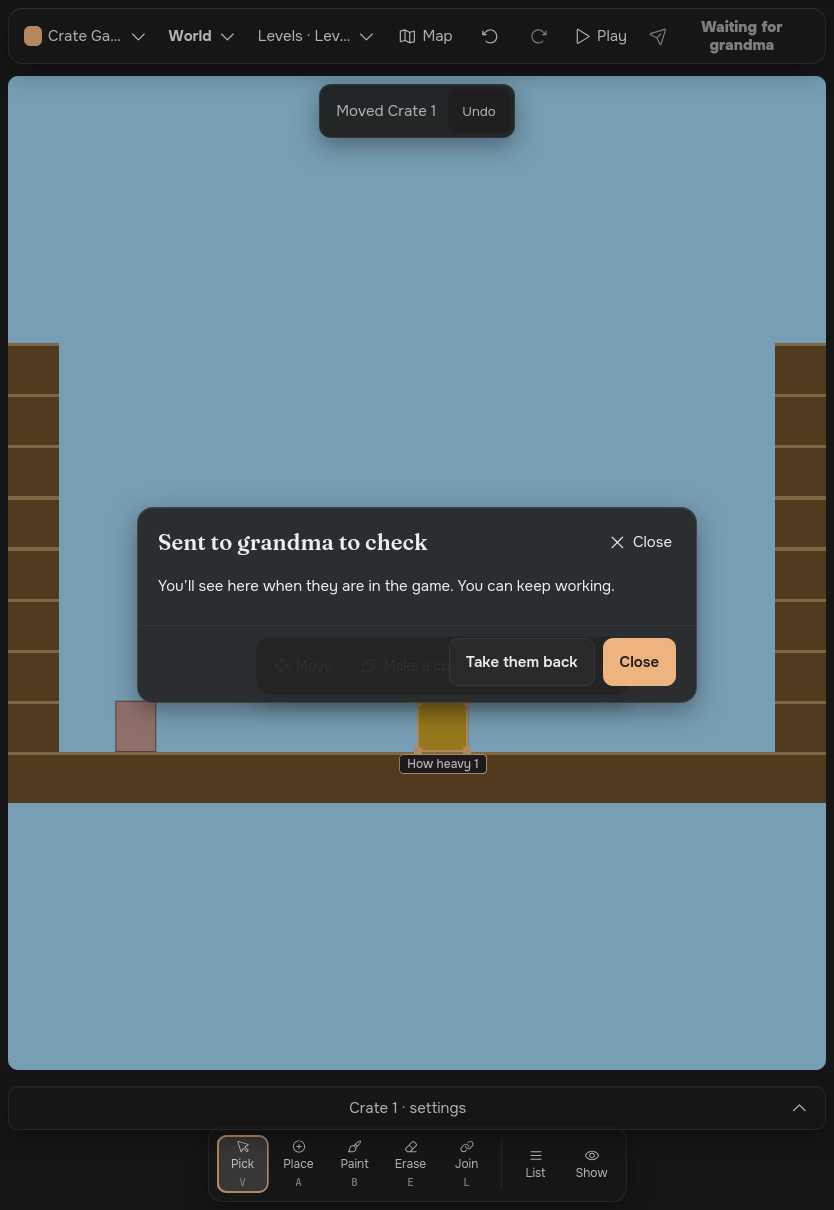 Crate Ga... World Levels · Lev... Map Play Waiting for grandma
Moved Crate 1 Undo
Sent to grandma to check Close
You’ll see here when they are in the game. You can keep working.
Move Make a co Take them back Close
How heavy 1
Crate 1 · settings
Pick Place Paint Erase Join List Show
V A B E L